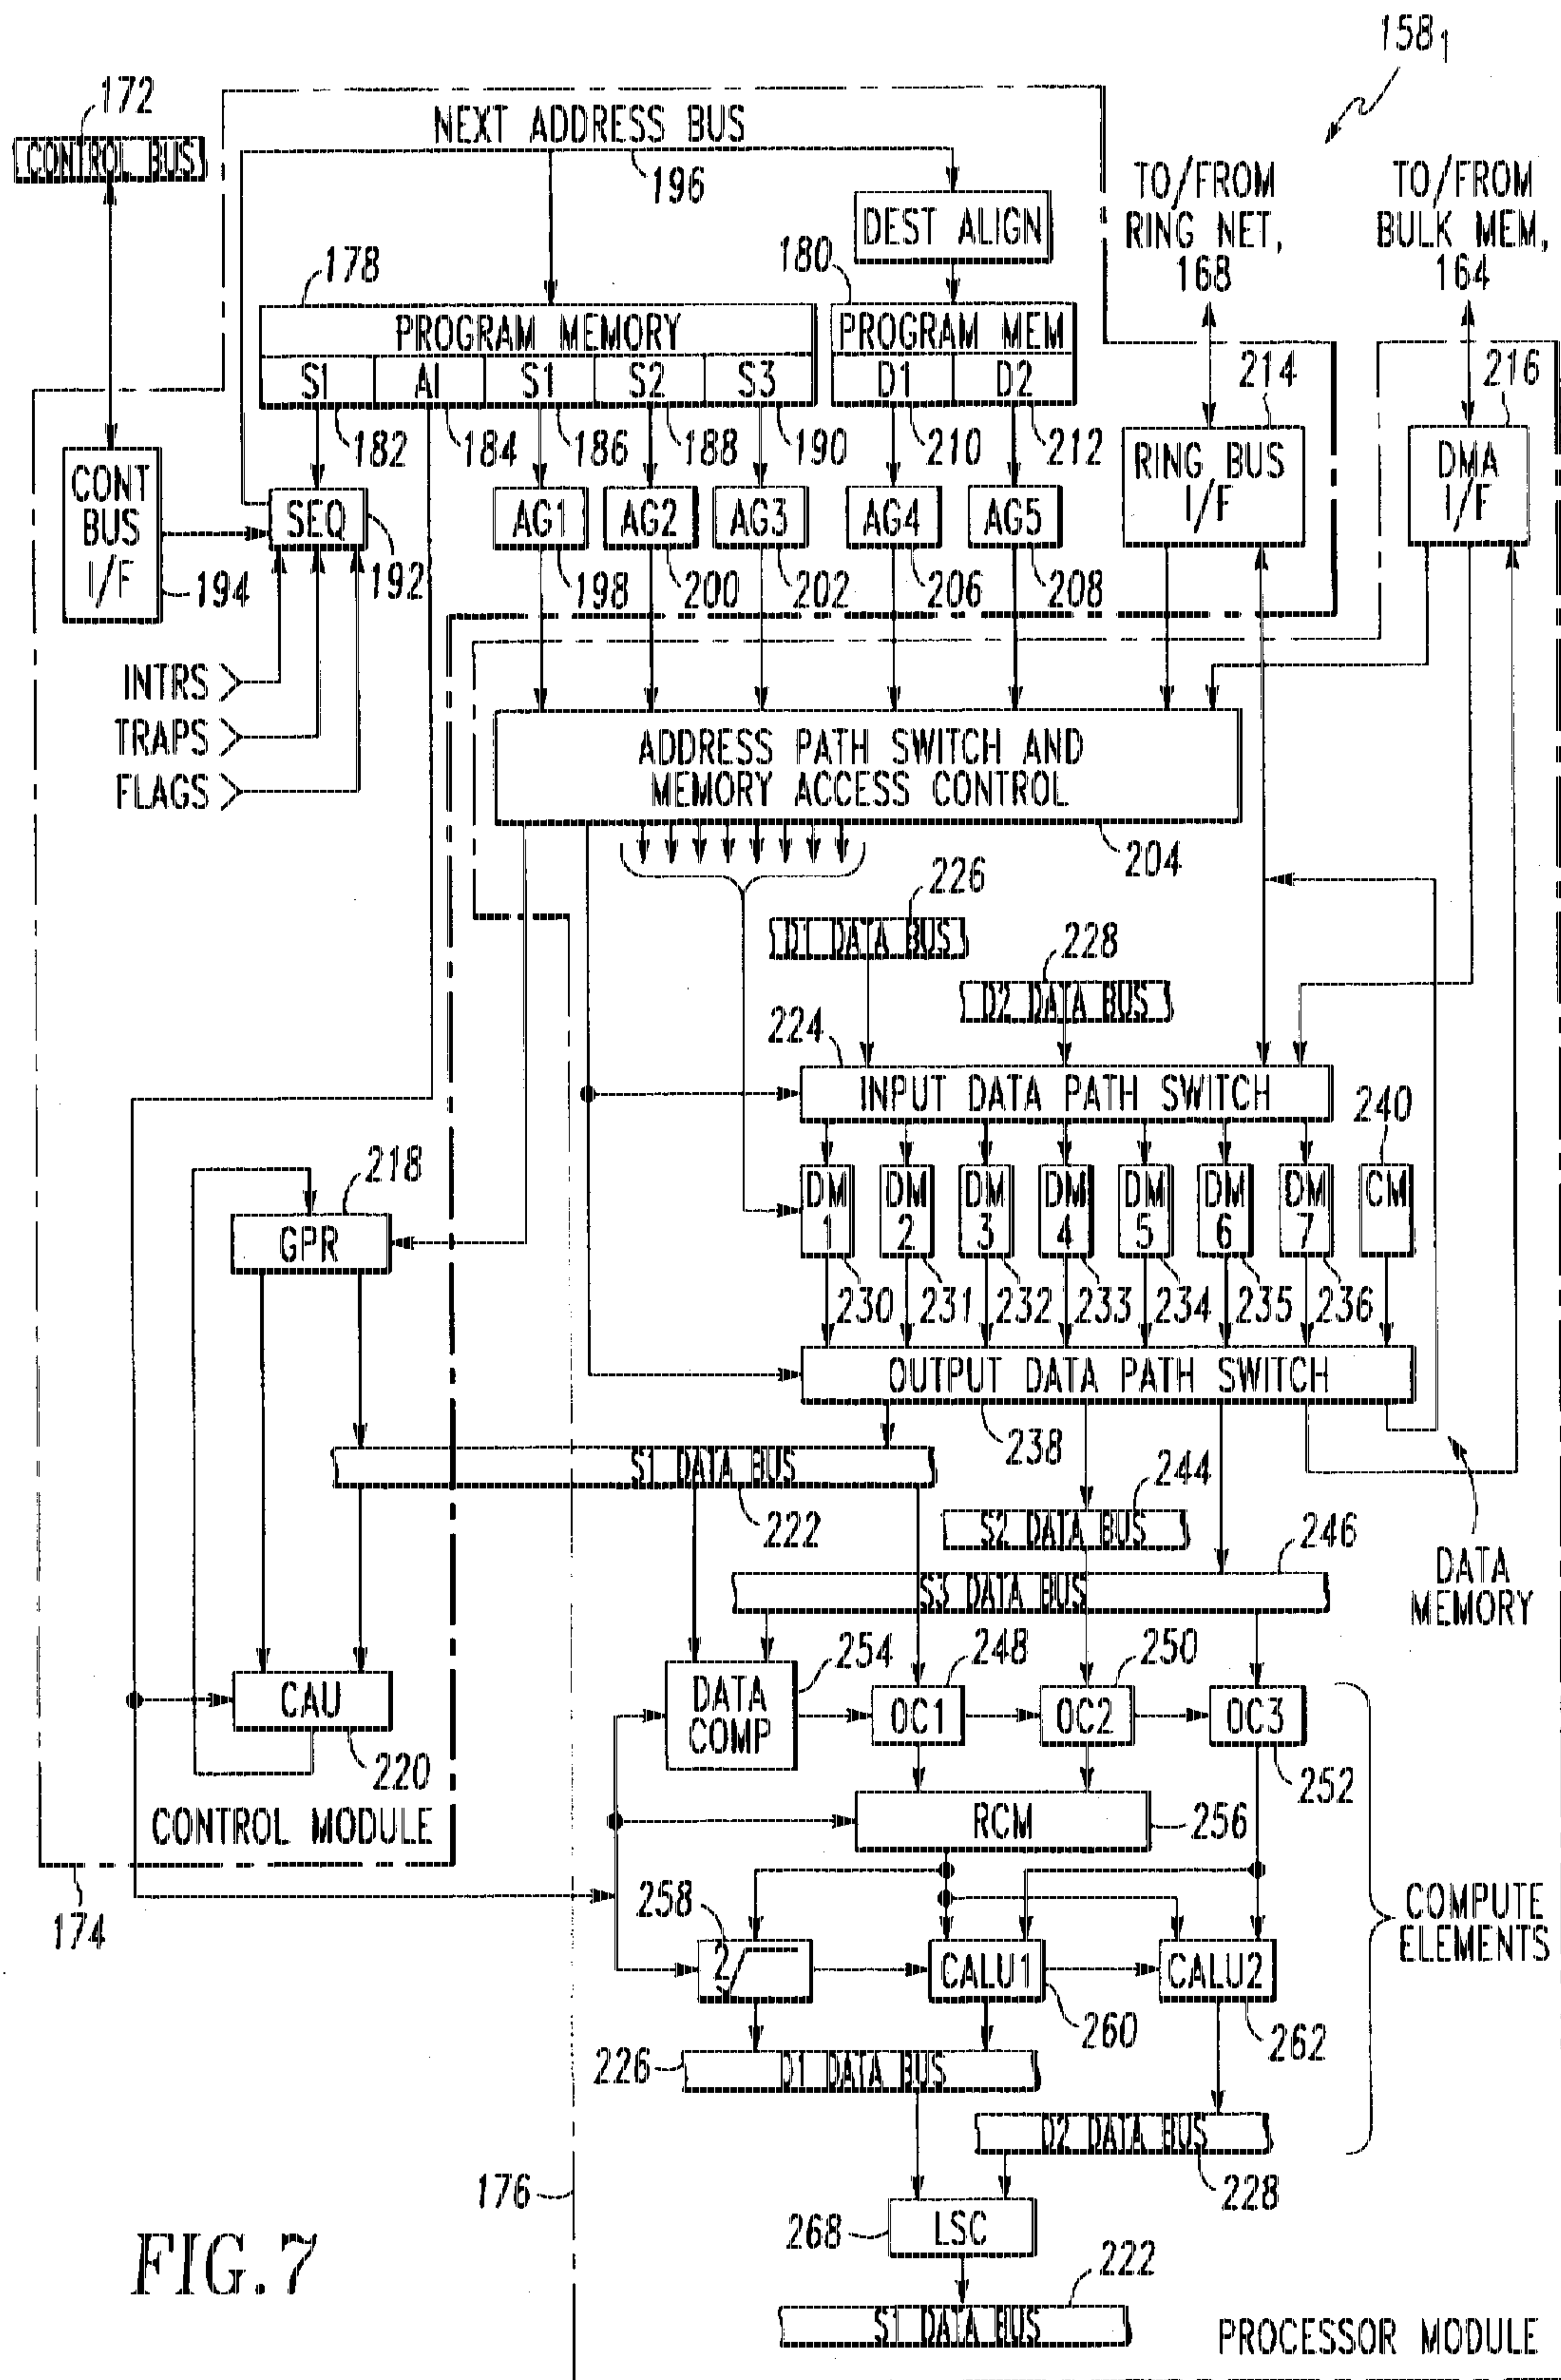 158₁
172
CONTROL BUS
NEXT ADDRESS BUS
196
TO/FROM
RING NET,
168
TO/FROM
BULK MEM,
164
DEST ALIGN
178
180
PROGRAM MEMORY
S1 AI S1 S2 S3
PROGRAM MEM
D1 D2
214
216
182 184 186 188 190 210 212
CONT
BUS
I/F
194
SEQ
192
AG1 AG2 AG3 AG4 AG5
198 200 202 206 208
RING BUS
I/F
DMA
I/F
INTRS
TRAPS
FLAGS
ADDRESS PATH SWITCH AND
MEMORY ACCESS CONTROL
204
226
D1 DATA BUS
228
D2 DATA BUS
224
INPUT DATA PATH SWITCH
240
218
GPR
DM
1
DM
2
DM
3
DM
4
DM
5
DM
6
DM
7
CM
230 231 232 233 234 235 236
OUTPUT DATA PATH SWITCH
238
S1 DATA BUS
222
244
S2 DATA BUS
246
S3 DATA BUS
DATA
MEMORY
254
248
250
DATA
COMP
OC1
OC2
OC3
252
CAU
220
CONTROL MODULE
174
RCM
256
258
2√
CALU1
260
CALU2
262
COMPUTE
ELEMENTS
226
D1 DATA BUS
D2 DATA BUS
228
176
268
LSC
222
S1 DATA BUS
FIG. 7
PROCESSOR MODULE